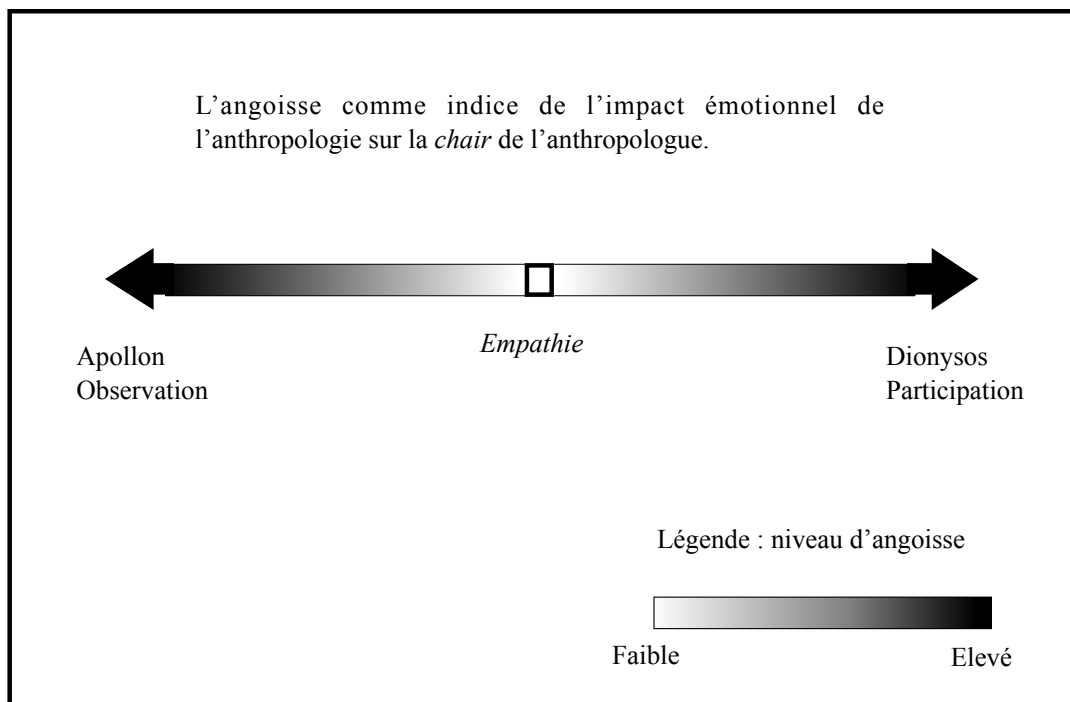 L’angoisse comme indice de l’impact émotionnel de
l’anthropologie sur la chair de l’anthropologue.
Empathie
Apollon
Observation
Dionysos
Participation
Légende : niveau d’angoisse
Faible
Elevé